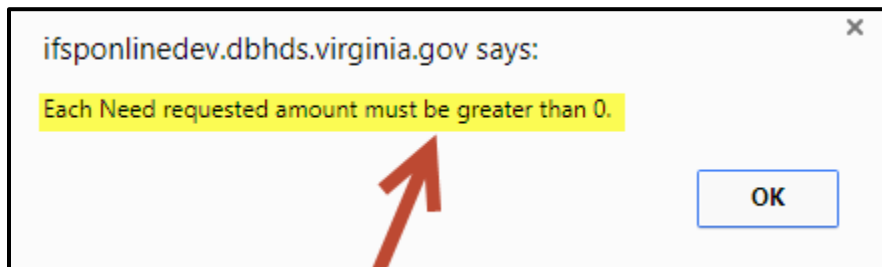 ifsponlinedev.dbhds.virginia.gov says:
Each Need requested amount must be greater than 0.
OK